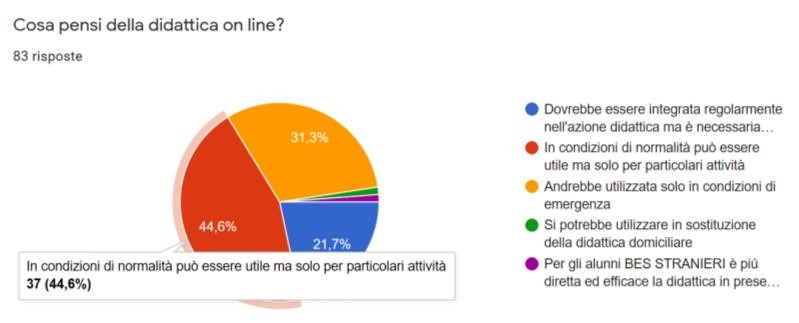 Cosa pensi della didattica on line?
83 risposte
31,3%
44,6%
21,7%
In condizioni di normalità può essere utile ma solo per particolari attività
37 (44,6%)
Dovrebbe essere integrata regolarmente
nell'azione didattica ma è necessaria…
In condizioni di normalità può essere
utile ma solo per particolari attività
Andrebbe utilizzata solo in condizioni di
emergenza
Si potrebbe utilizzare in sostituzione
della didattica domiciliare
Per gli alunni BES STRANIERI è più
diretta ed efficace la didattica in prese…